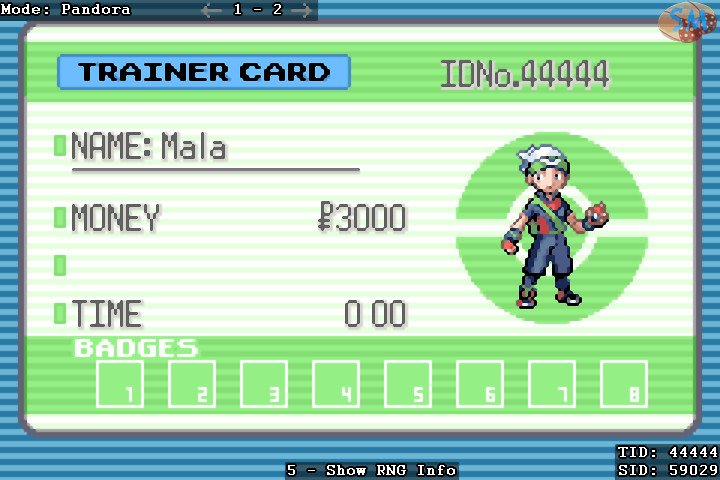 Mode: Pandora
← 1 - 2 →
SM
TRAINER CARD
IDNo.44444
NAME: Mala
MONEY ₽3000
TIME 0 00
BADGES
1 2 3 4 5 6 7 8
5 - Show RNG Info
TID: 44444
SID: 59029